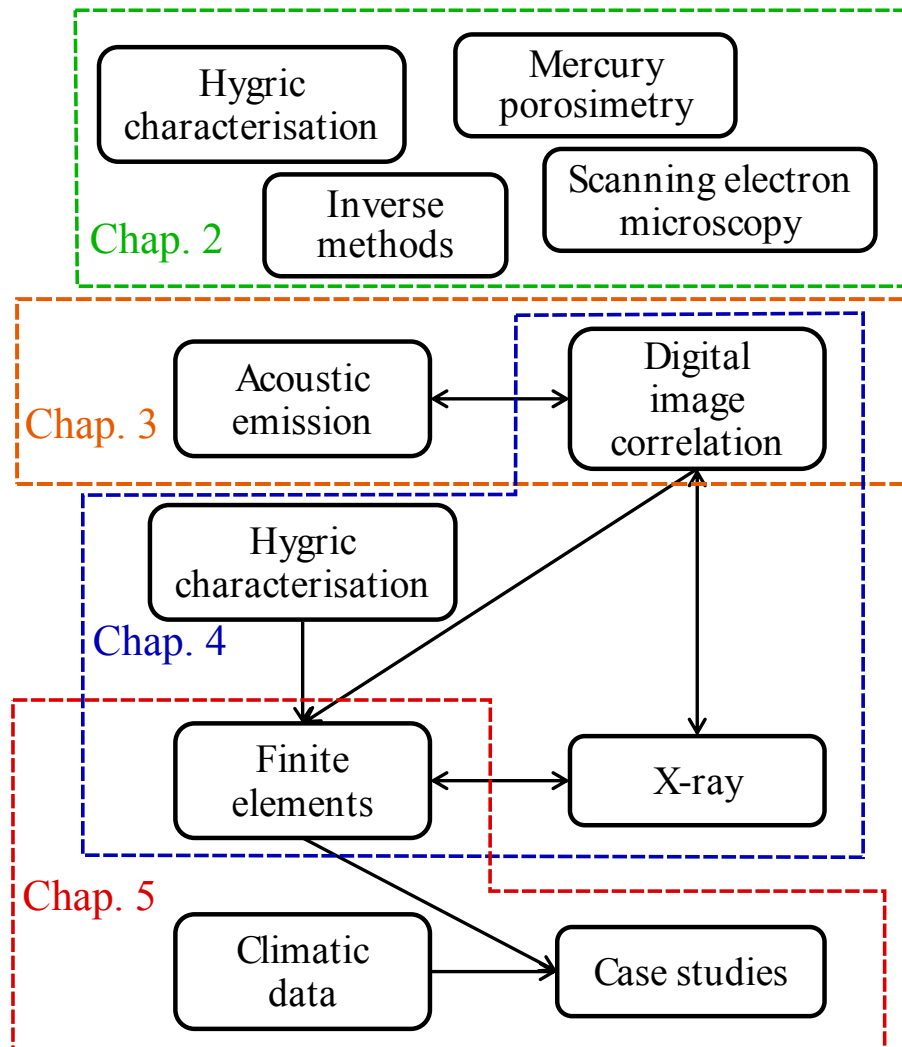 Hygric
characterisation
Mercury
porosimetry
Inverse
methods
Scanning electron
microscopy
Chap. 2
Acoustic
emission
Digital
image
correlation
Chap. 3
Hygric
characterisation
Chap. 4
Finite
elements
X-ray
Chap. 5
Climatic
data
Case studies